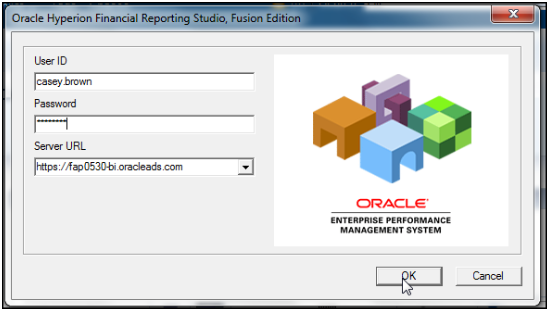 Oracle Hyperion Financial Reporting Studio, Fusion Edition
User ID
casey.brown
Password
********
Server URL
https://fap0530-bi.oracleads.com
ORACLE
ENTERPRISE PERFORMANCE
MANAGEMENT SYSTEM
OK
Cancel